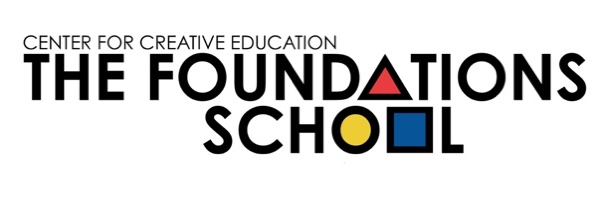 CENTER FOR CREATIVE EDUCATION
THE FOUNDATIONS
SCHOOL